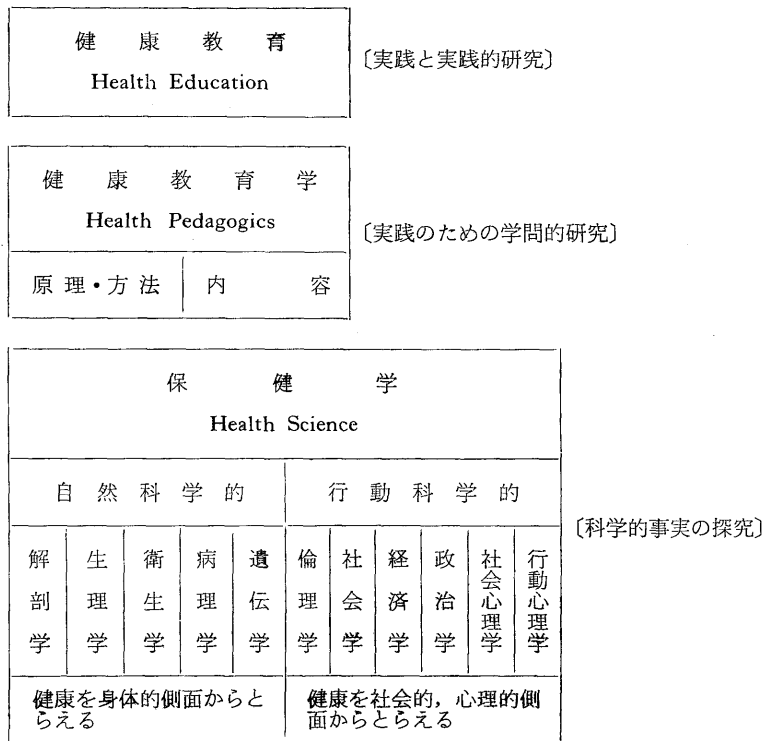 健康教育
Health Education
〔実践と実践的研究〕
健康教育学
Health Pedagogics
〔実践のための学問的研究〕
原理・方法
内容
保健学
Health Science
〔科学的事実の探究〕
自然科学的
行動科学的
解剖学
生理学
衛生学
病理学
遺伝学
倫理学
社会学
経済学
政治学
社会心理学
行動心理学
健康を身体的側面からと
らえる
健康を社会的，心理的側
面からとらえる